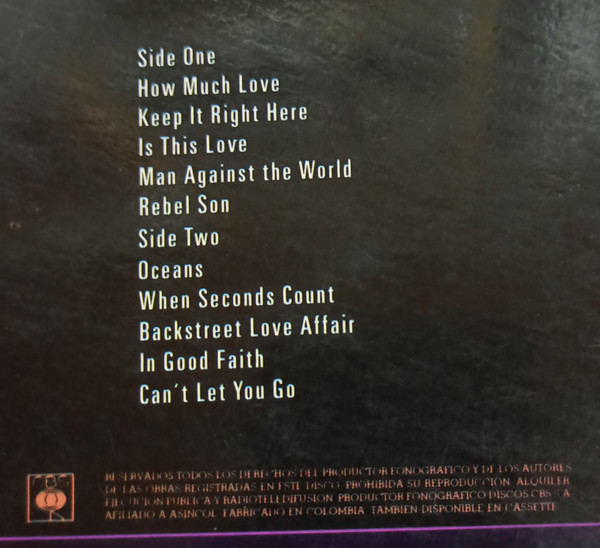 Side One
How Much Love
Keep It Right Here
Is This Love
Man Against the World
Rebel Son
Side Two
Oceans
When Seconds Count
Backstreet Love Affair
In Good Faith
Can´t Let You Go
RESERVADOS TODOS LOS DERECHOS DEL PRODUCTOR FONOGRAFICO Y DE LOS AUTORES
DE LAS OBRAS REGISTRADAS EN ESTE DISCO. PROHIBIDA SU REPRODUCCION, ALQUILER
EJECUCION PUBLICA Y RADIOTELEDIFUSION. PRODUCTOR FONOGRAFICO DISCOS CBS S A
AFILIADO A ASINCOL. FABRICADO EN COLOMBIA. TAMBIEN DISPONIBLE EN CASSETTE